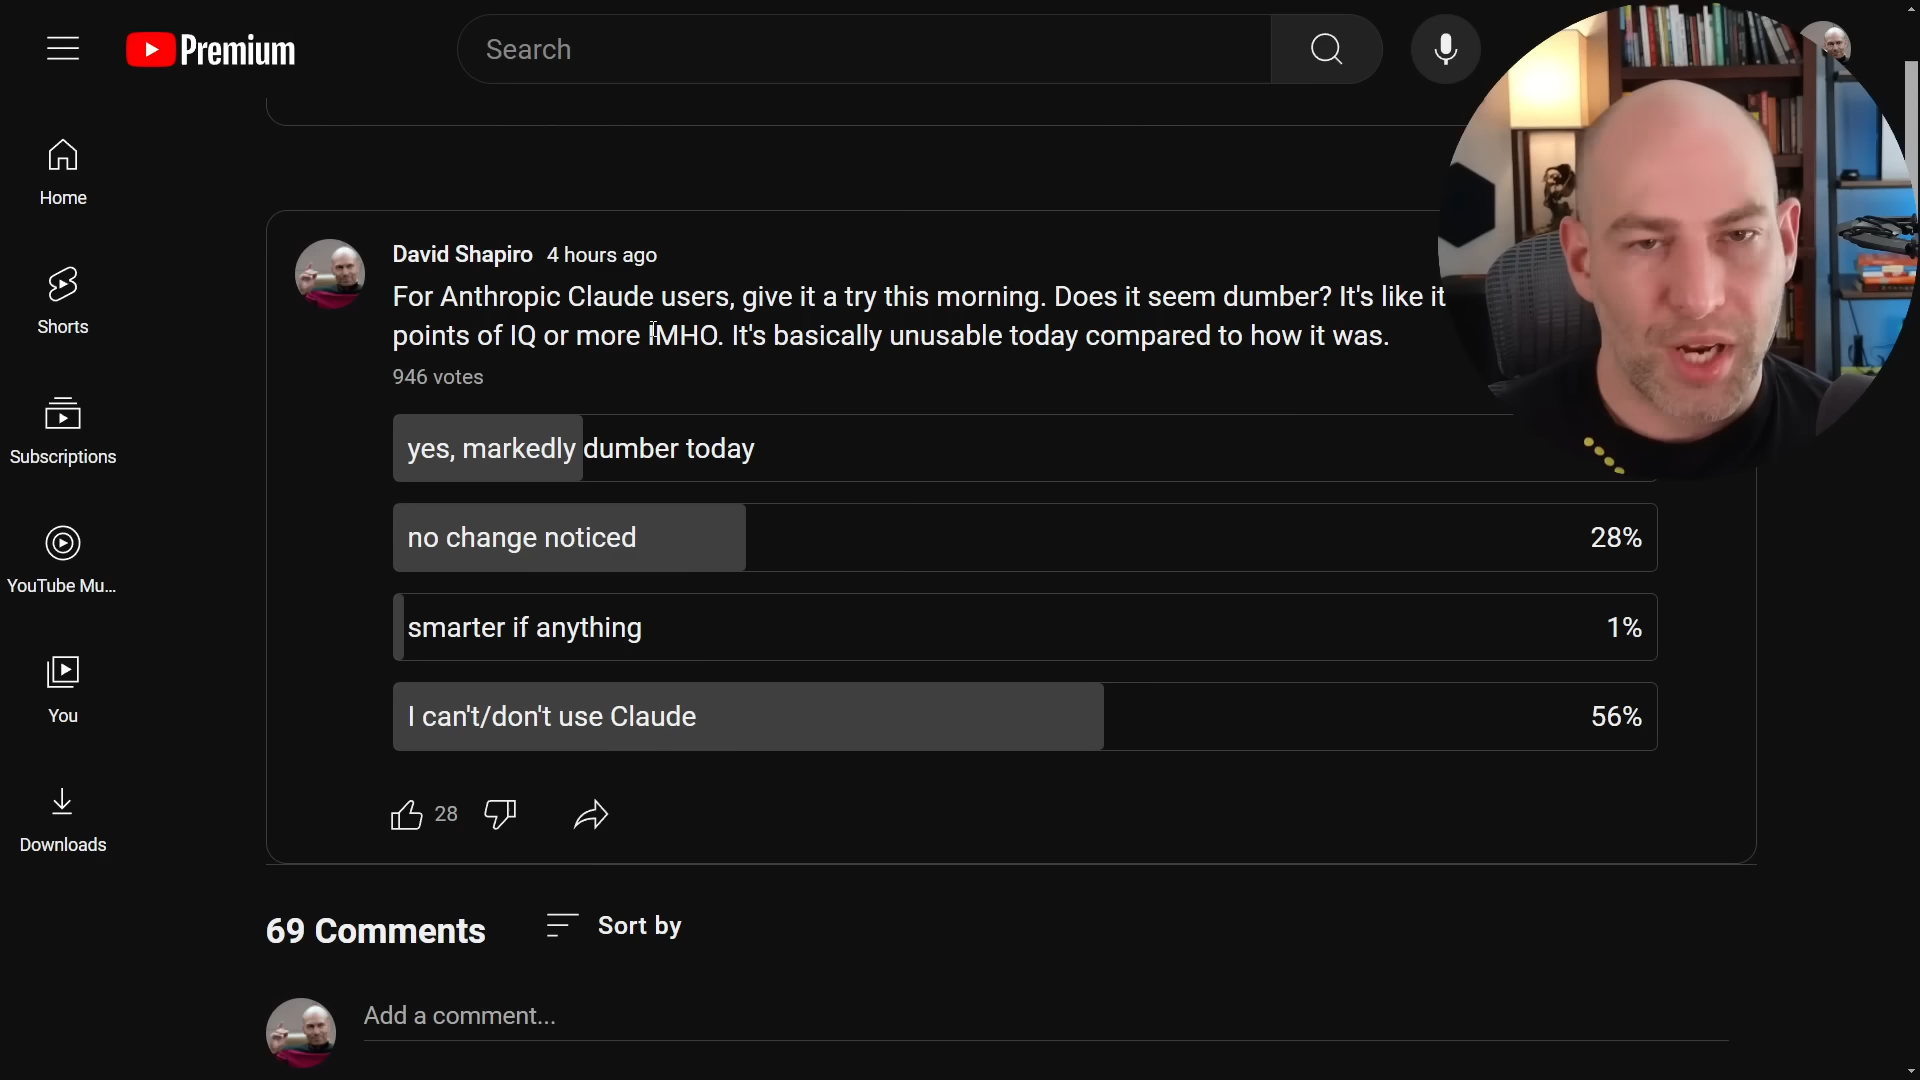 Premium
Search
Home
Shorts
Subscriptions
YouTube Mu...
You
Downloads
David Shapiro 4 hours ago
For Anthropic Claude users, give it a try this morning. Does it seem dumber? It's like it
points of IQ or more IMHO. It's basically unusable today compared to how it was.
946 votes
yes, markedly dumber today
no change noticed 28%
smarter if anything 1%
I can't/don't use Claude 56%
28
69 Comments Sort by
Add a comment...